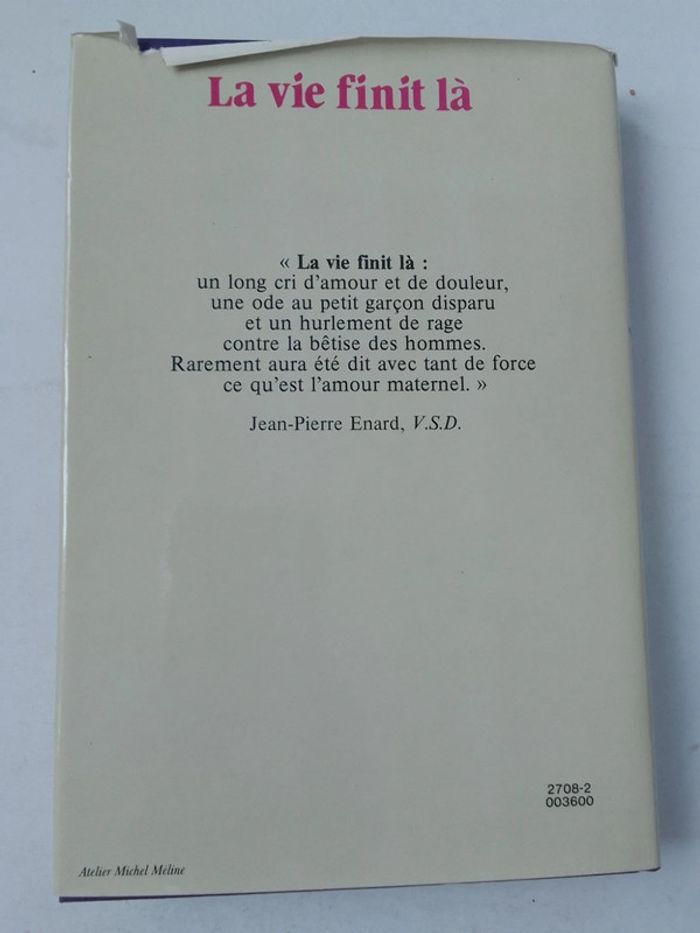 La vie finit là
« La vie finit là :
un long cri d'amour et de douleur,
une ode au petit garçon disparu
et un hurlement de rage
contre la bêtise des hommes.
Rarement aura été dit avec tant de force
ce qu'est l'amour maternel. »
Jean-Pierre Enard, V.S.D.
2708-2
003600
Atelier Michel Méline